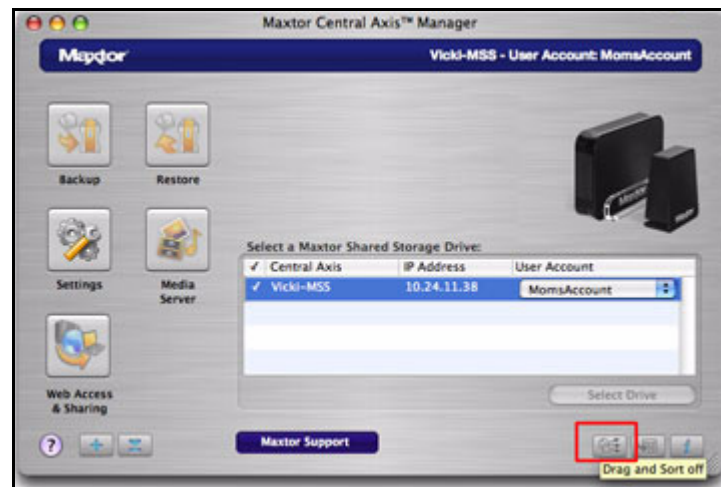 Maxtor Central Axis™ Manager
Maxtor
Vicki-MSS - User Account: MomsAccount
Backup
Restore
Settings
Media
Server
Web Access
& Sharing
Maxtor
Select a Maxtor Shared Storage Drive:
✓ Central Axis IP Address User Account
✓ Vicki-MSS 10.24.11.38 MomsAccount
Select Drive
? Maxtor Support i
Drag and Sort off